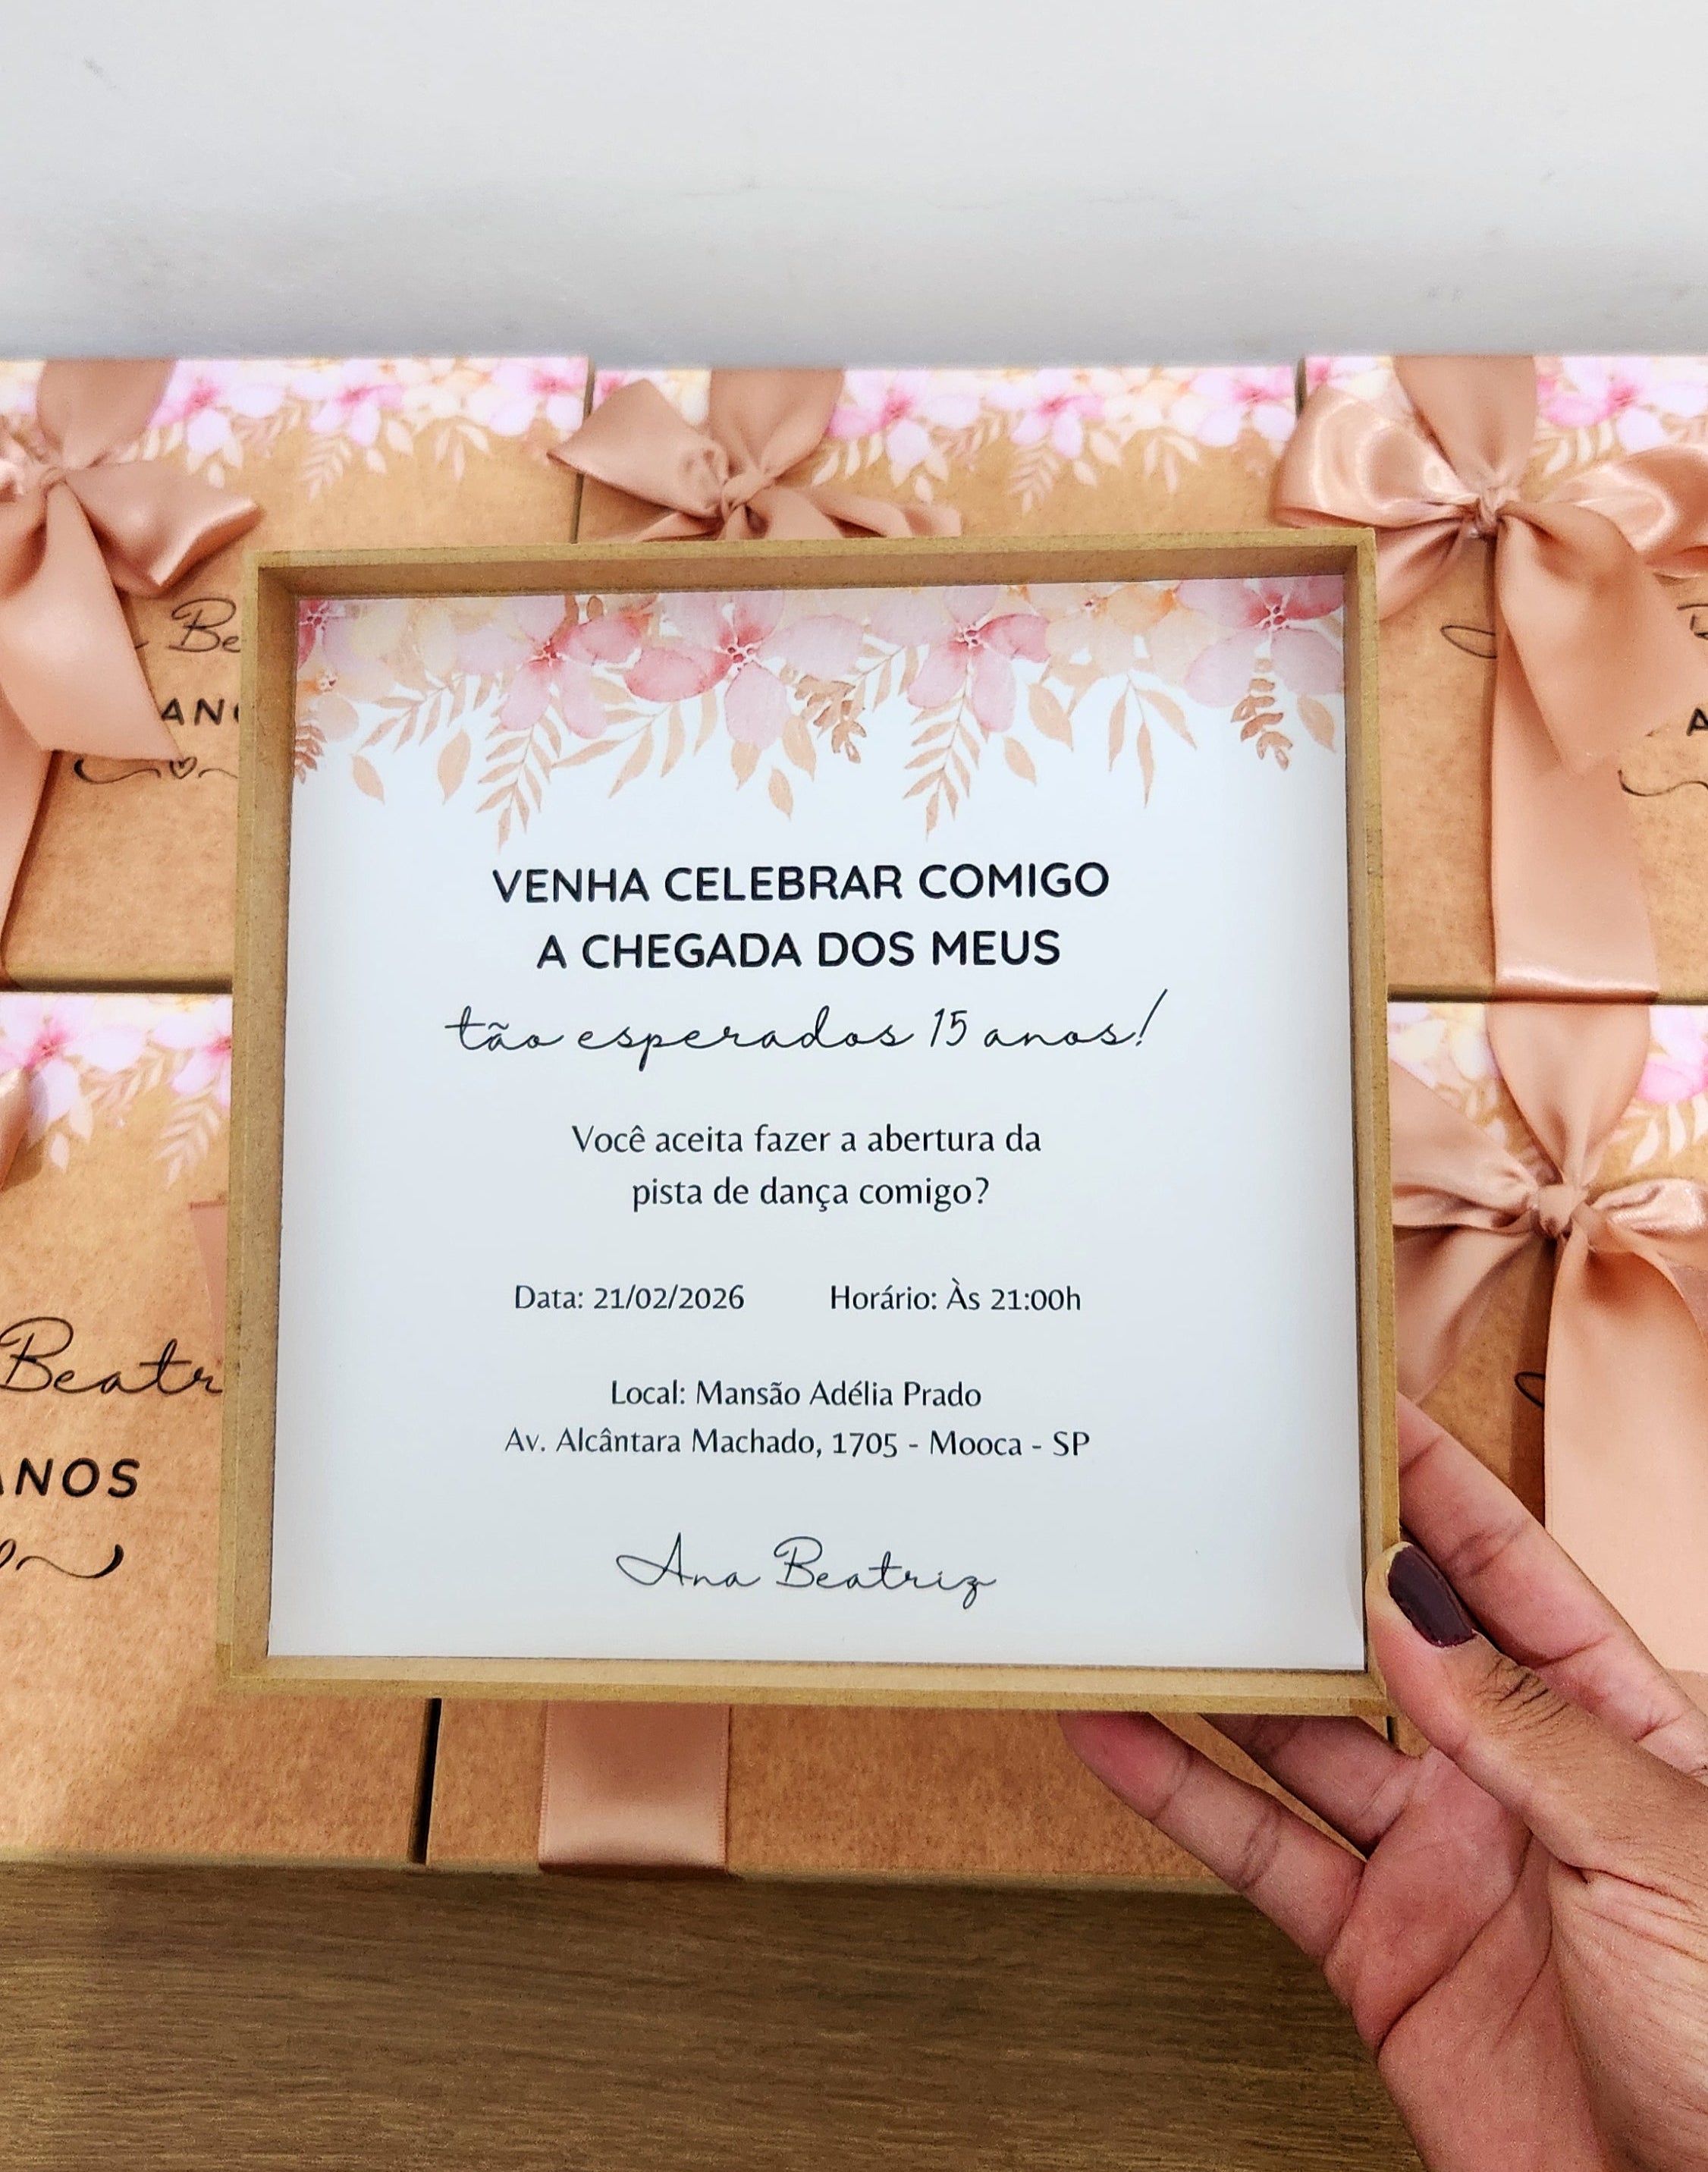 VENHA CELEBRAR COMIGO
A CHEGADA DOS MEUS
tão esperados 15 anos!
Você aceita fazer a abertura da
pista de dança comigo?
Data: 21/02/2026 Horário: Às 21:00h
Local: Mansão Adélia Prado
Av. Alcântara Machado, 1705 - Mooca - SP
Ana Beatriz